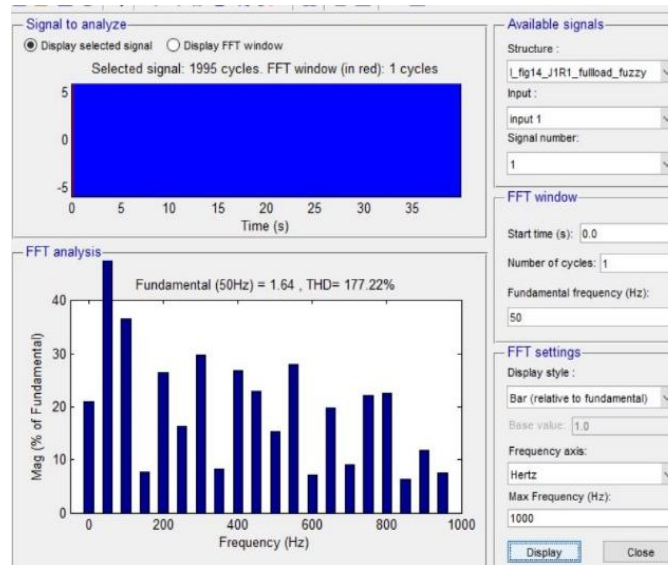 Signal to analyze
Display selected signal Display FFT window
Selected signal: 1995 cycles. FFT window (in red): 1 cycles
5
0
-5
0 5 10 15 20 25 30 35
Time (s)
FFT analysis
Fundamental (50Hz) = 1.64 , THD= 177.22%
40
30
20
10
0
Mag (% of Fundamental)
0 200 400 600 800 1000
Frequency (Hz)
Available signals
Structure :
I_fig14_J1R1_fullload_fuzzy
Input :
input 1
Signal number:
1
FFT window
Start time (s): 0.0
Number of cycles: 1
Fundamental frequency (Hz):
50
FFT settings
Display style :
Bar (relative to fundamental)
Base value: 1.0
Frequency axis:
Hertz
Max Frequency (Hz):
1000
Display Close